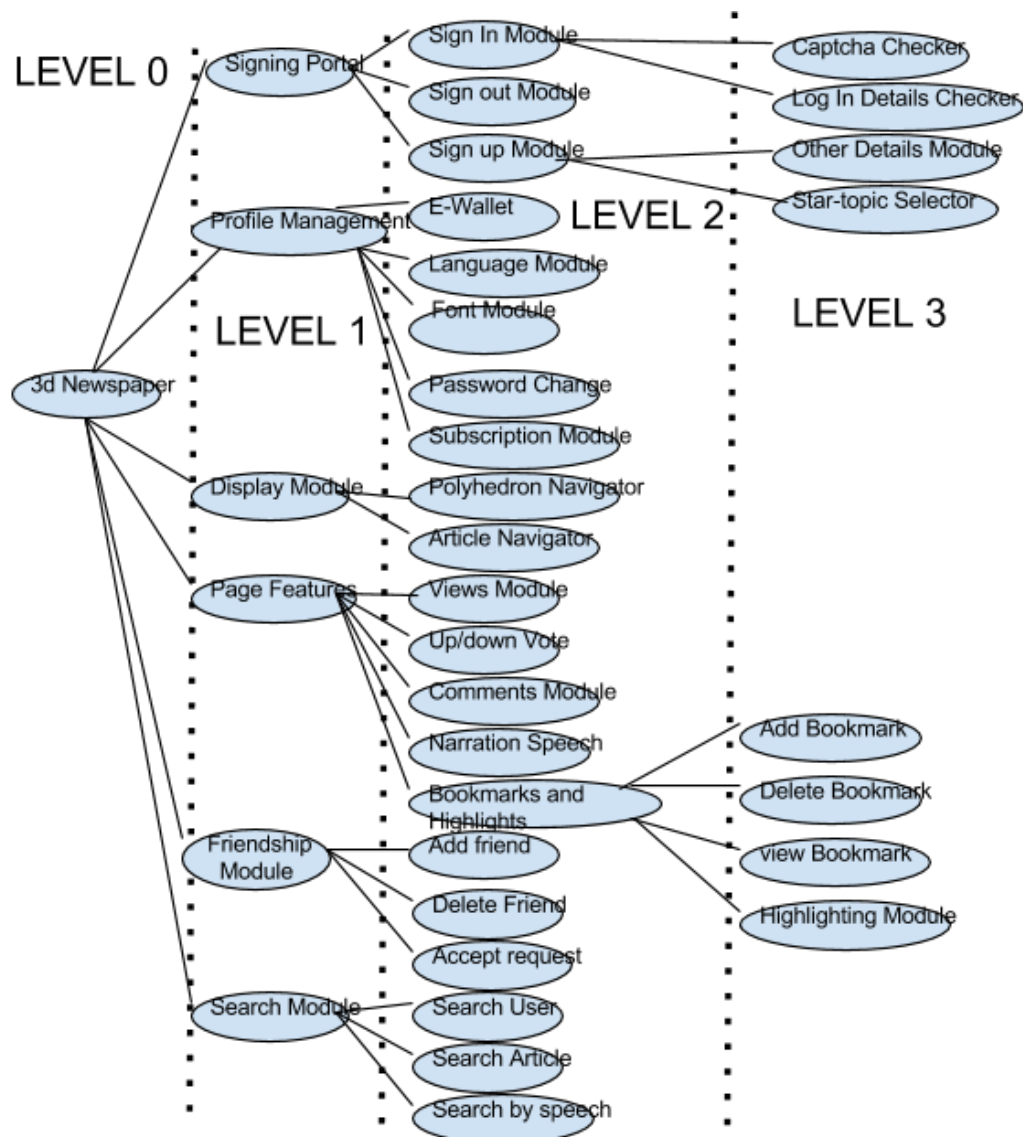 LEVEL 0
3d Newspaper
LEVEL 1
Signing Portal
Profile Management
Display Module
Page Features
Friendship
Module
Search Module
LEVEL 2
Sign In Module
Sign out Module
Sign up Module
E-Wallet
Language Module
Font Module
Password Change
Subscription Module
Polyhedron Navigator
Article Navigator
Views Module
Up/down Vote
Comments Module
Narration Speech
Bookmarks and
Highlights
Add friend
Delete Friend
Accept request
Search User
Search Article
Search by speech
LEVEL 3
Captcha Checker
Log In Details Checker
Other Details Module
Star-topic Selector
Add Bookmark
Delete Bookmark
view Bookmark
Highlighting Module